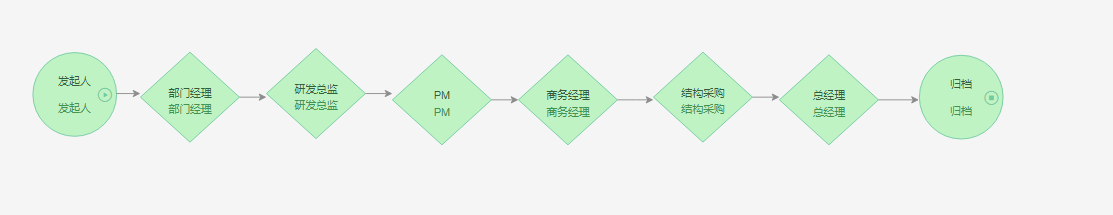 发起人
发起人
部门经理
部门经理
研发总监
研发总监
PM
PM
商务经理
商务经理
结构采购
结构采购
总经理
总经理
归档
归档